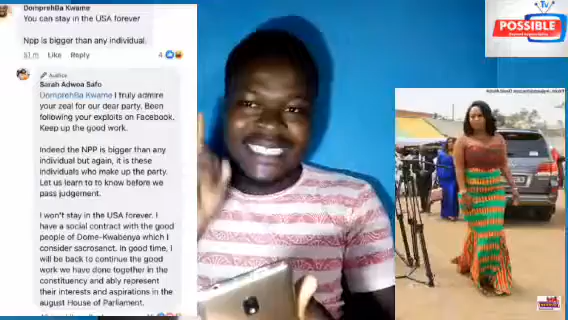 DomprehBa Kwame
You can stay in the USA forever
Npp is bigger than any individual.
51m Like Reply 4
Author
Sarah Adwoa Safo
DomprehBa Kwame I truly admire
your zeal for our dear party. Been
following your exploits on Facebook.
Keep up the good work.
Indeed the NPP is bigger than any
individual but again, it is these
individuals who make up the party.
Let us learn to to know before we
pass judgement.
I won't stay in the USA forever. I
have a social contract with the good
people of Dome-Kwabenya which I
consider sacrosanct. In good time, I
will be back to continue the good
work we have done together in the
constituency and ably represent
their interests and aspirations in the
august House of Parliament.
Tv
POSSIBLE